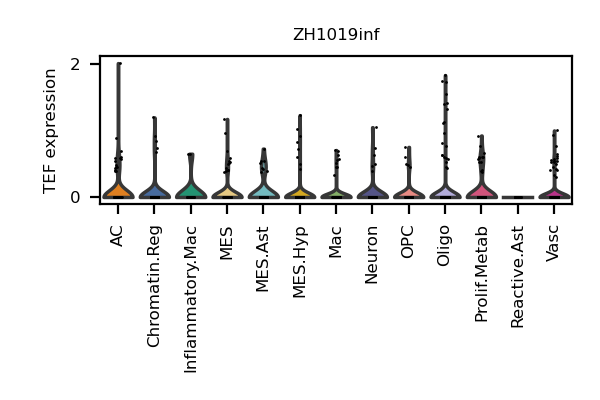 ZH1019inf
TEF expression
2
0
AC
Chromatin.Reg
Inflammatory.Mac
MES
MES.Ast
MES.Hyp
Mac
Neuron
OPC
Oligo
Prolif.Metab
Reactive.Ast
Vasc